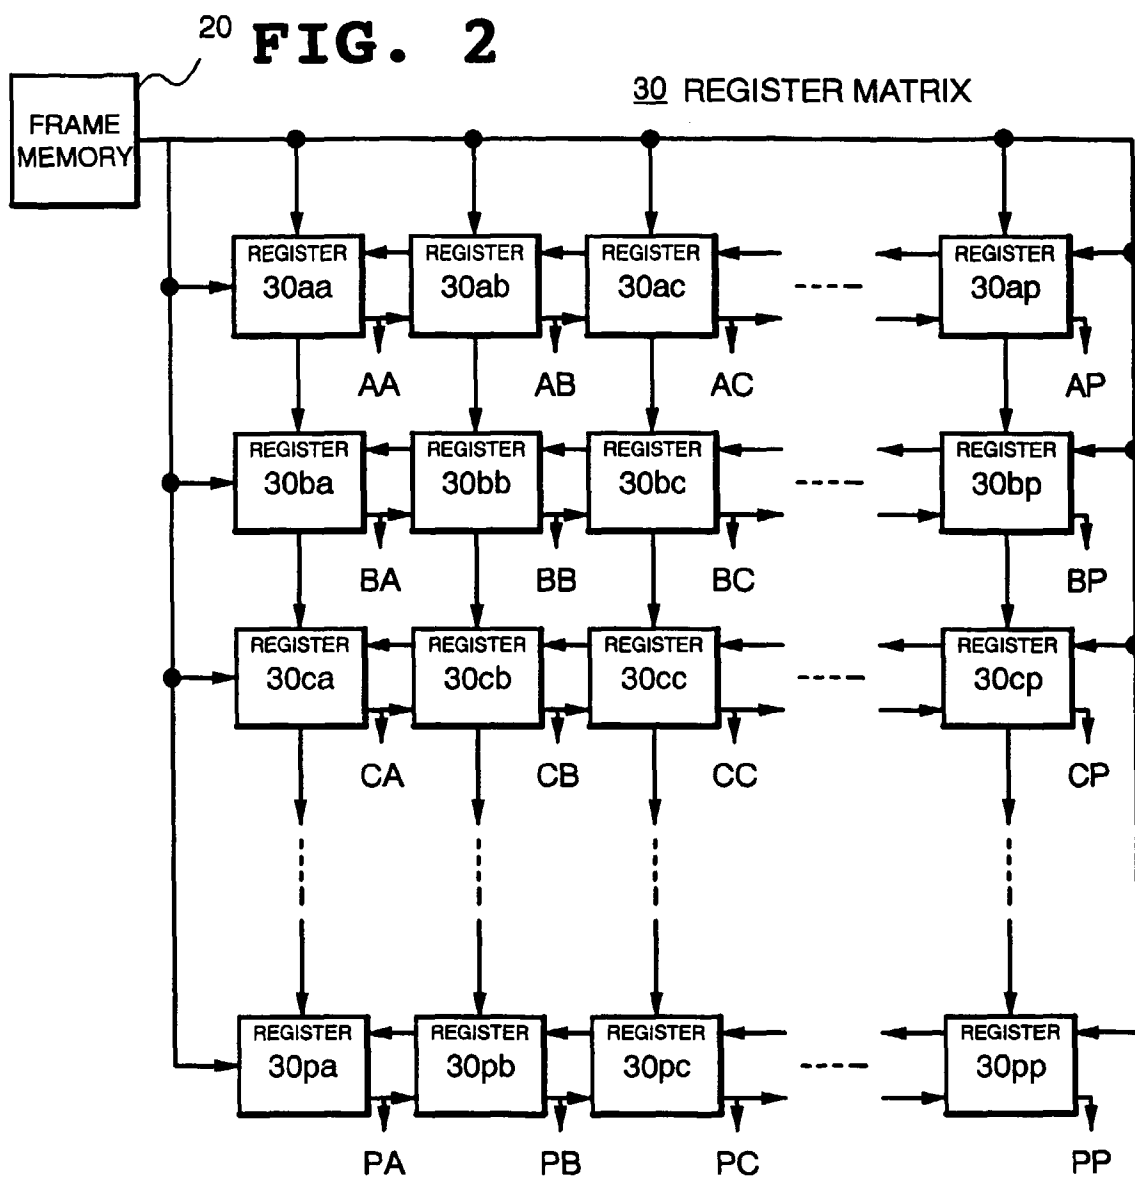 20 FIG. 2
30 REGISTER MATRIX
FRAME
MEMORY
REGISTER REGISTER REGISTER REGISTER
30aa 30ab 30ac 30ap
AA AB AC AP
REGISTER REGISTER REGISTER REGISTER
30ba 30bb 30bc 30bp
BA BB BC BP
REGISTER REGISTER REGISTER REGISTER
30ca 30cb 30cc 30cp
CA CB CC CP
REGISTER REGISTER REGISTER REGISTER
30pa 30pb 30pc 30pp
PA PB PC PP